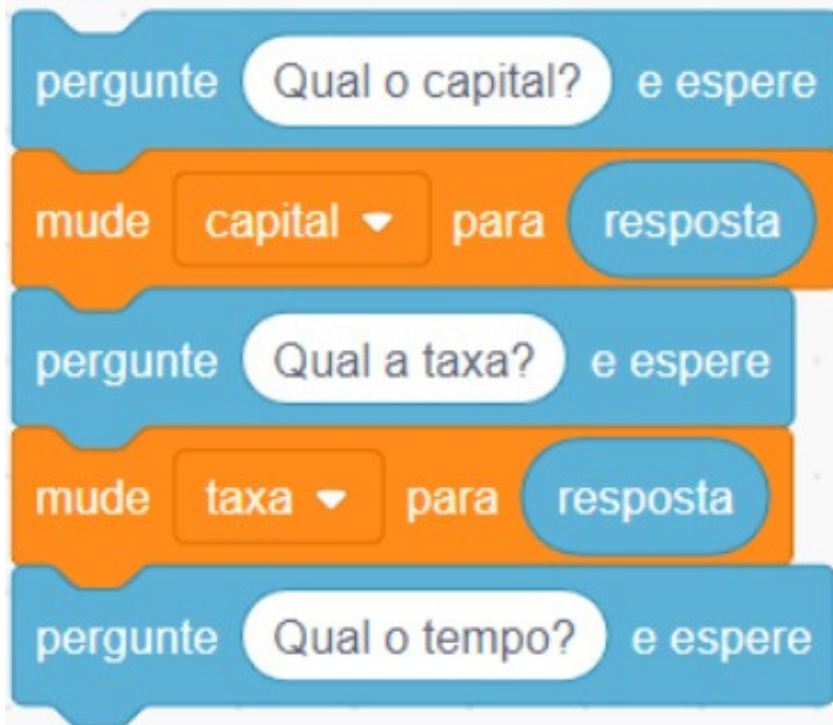 pergunte Qual o capital? e espere
mude capital para resposta
pergunte Qual a taxa? e espere
mude taxa para resposta
pergunte Qual o tempo? e espere